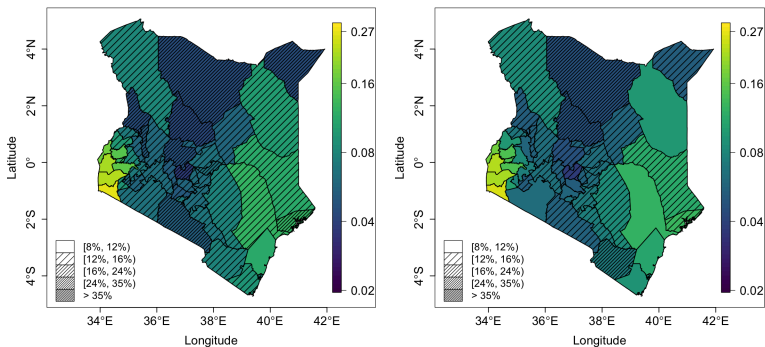 4°N
2°N
0°
2°S
4°S
Latitude
34°E 36°E 38°E 40°E 42°E
Longitude
[8%, 12%)
[12%, 16%)
[16%, 24%)
[24%, 35%)
> 35%
0.27
0.16
0.08
0.04
0.02
4°N
2°N
0°
2°S
4°S
Latitude
34°E 36°E 38°E 40°E 42°E
Longitude
[8%, 12%)
[12%, 16%)
[16%, 24%)
[24%, 35%)
> 35%
0.27
0.16
0.08
0.04
0.02